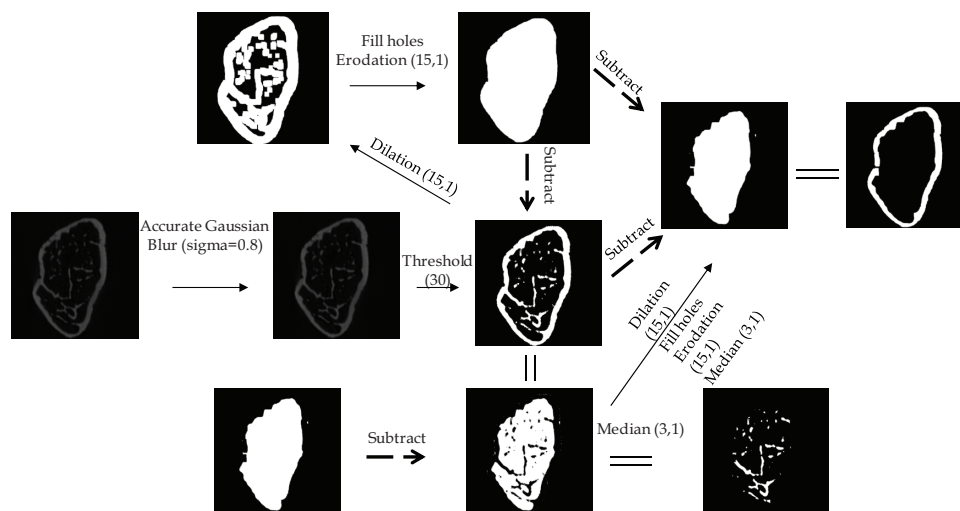 Fill holes
Erodation (15,1)
Subtract
Subtract
Dilation (15,1)
Accurate Gaussian
Blur (sigma=0.8)
Threshold
(30)
Subtract
Dilation
(15,1)
Fill holes
Erodation
(15,1)
Median (3,1)
Subtract
Median (3,1)